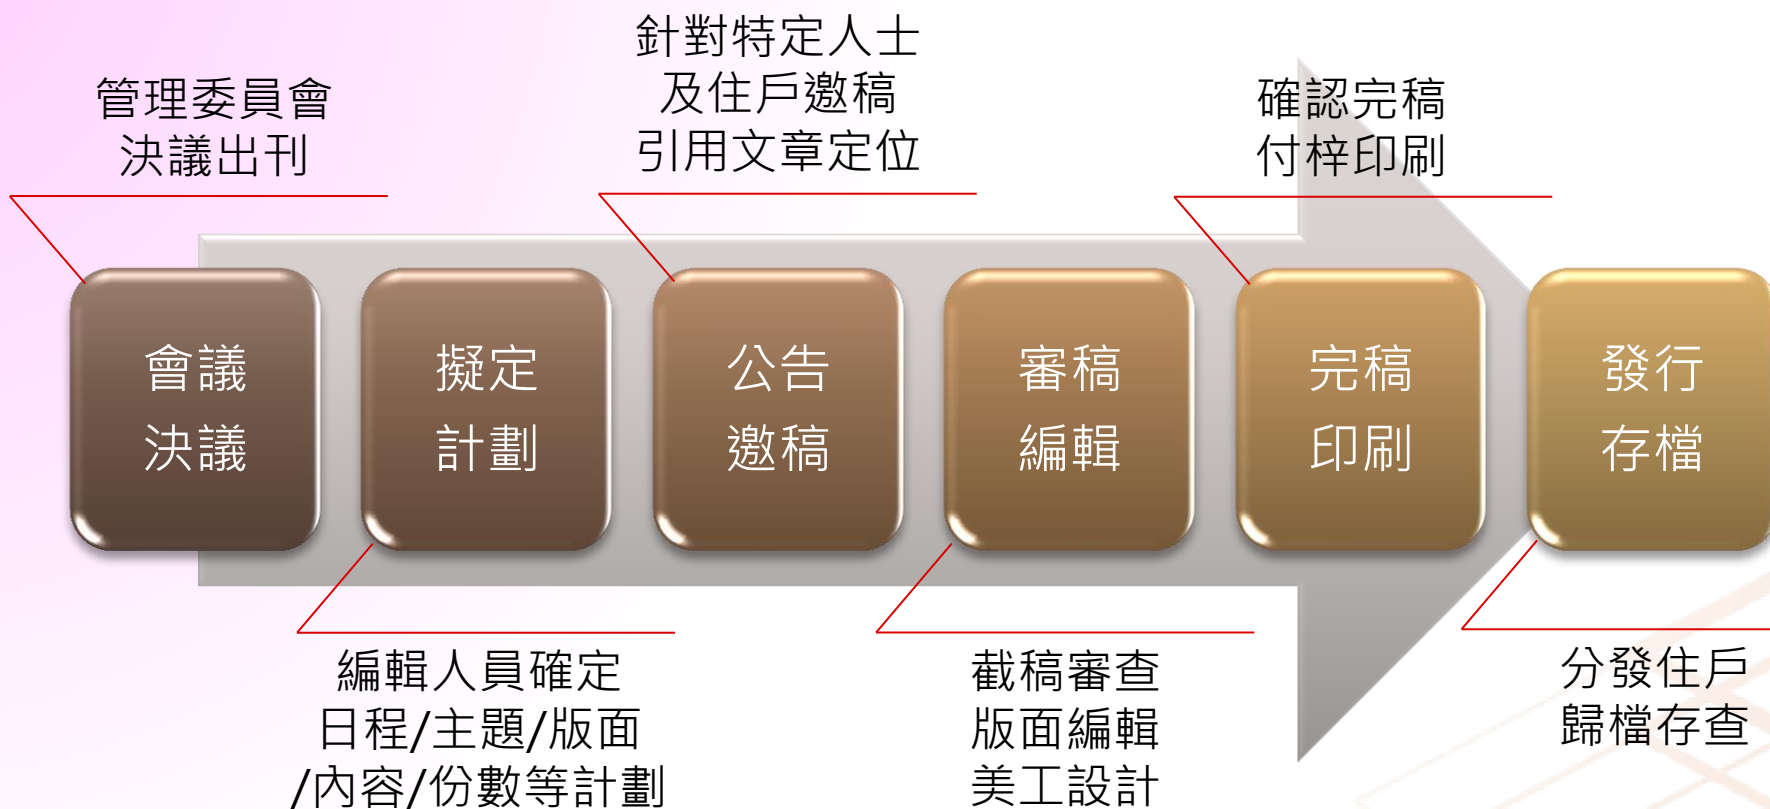 管理委員會
決議出刊
針對特定人士
及住戶邀稿
引用文章定位
確認完稿
付梓印刷
會議
決議
擬定
計劃
公告
邀稿
審稿
編輯
完稿
印刷
發行
存檔
編輯人員確定
日程/主題/版面
/內容/份數等計劃
截稿審查
版面編輯
美工設計
分發住戶
歸檔存查